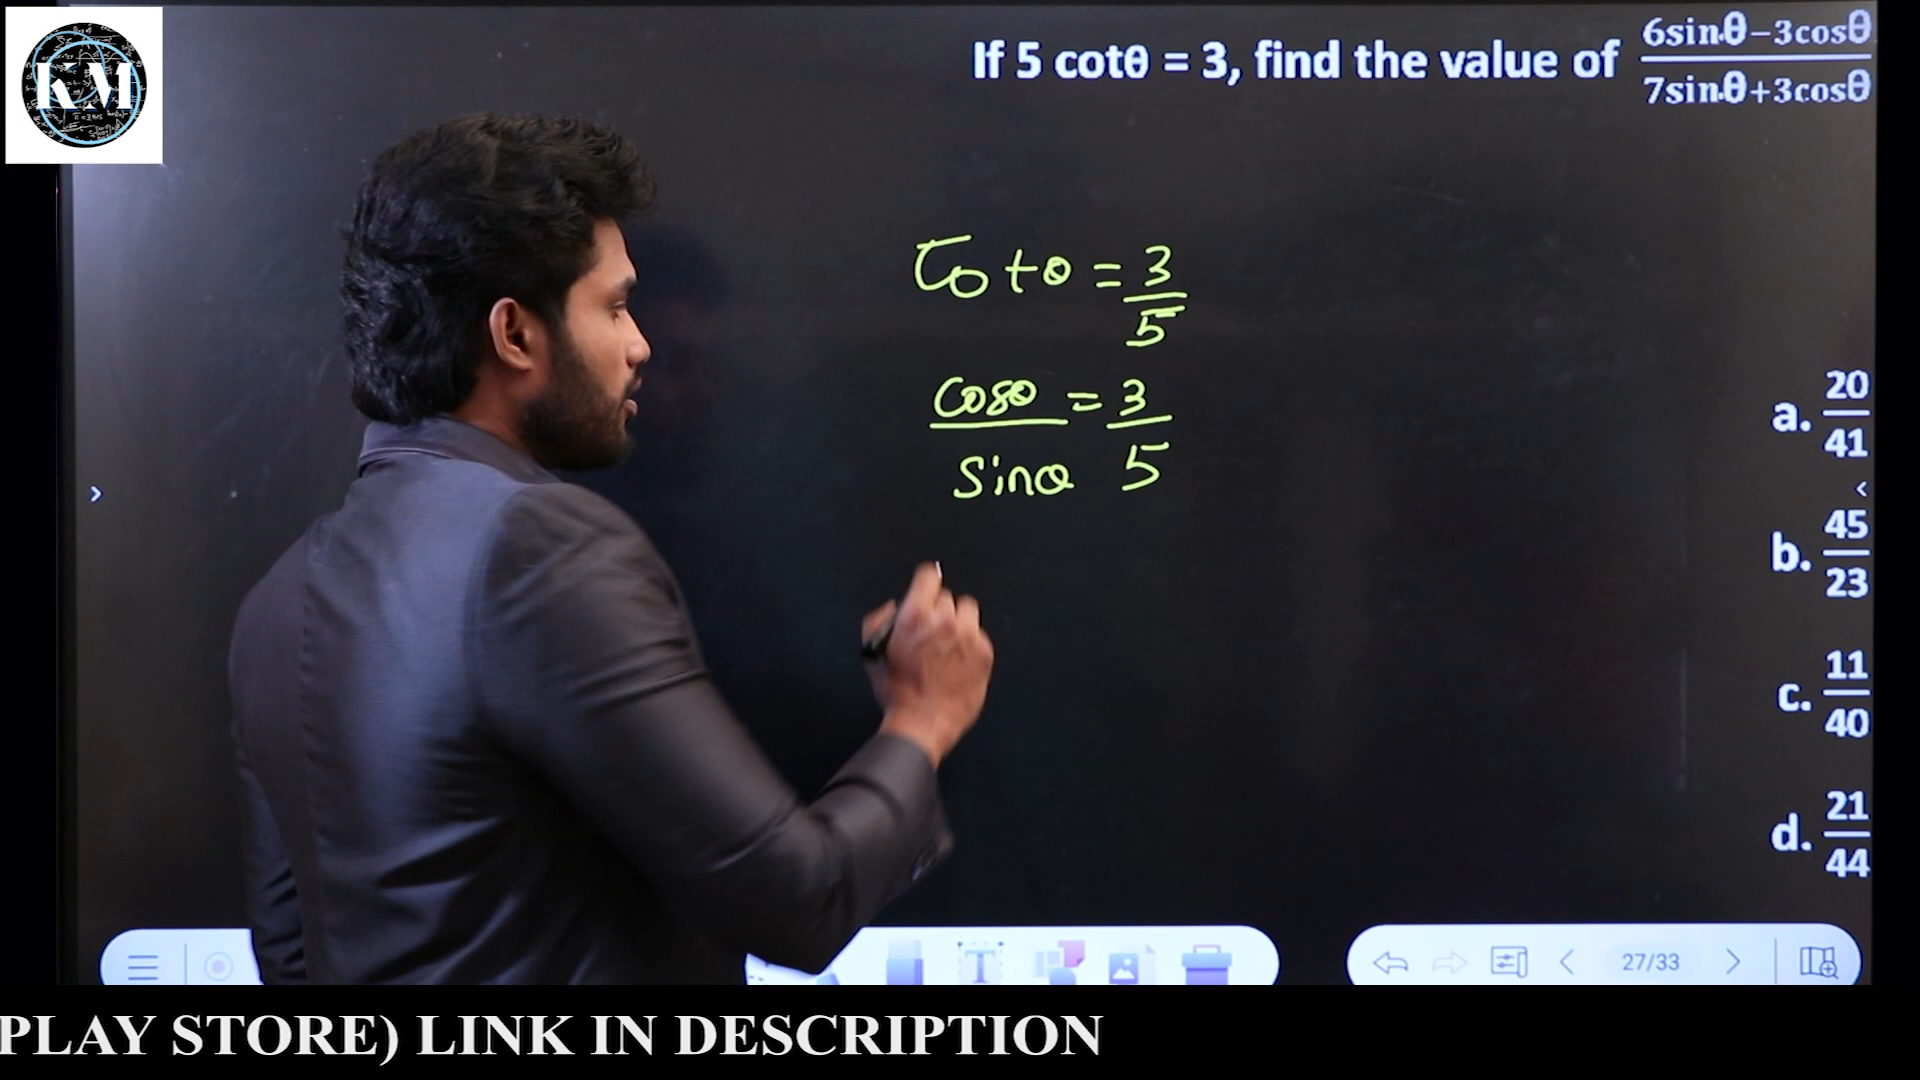 KM
If 5 cotθ = 3, find the value of (6sinθ−3cosθ)/(7sinθ+3cosθ)
Cotθ = 3/5
cosθ/sinθ = 3/5
a. 20/41
b. 45/23
c. 11/40
d. 21/44
T
27/33
PLAY STORE) LINK IN DESCRIPTION